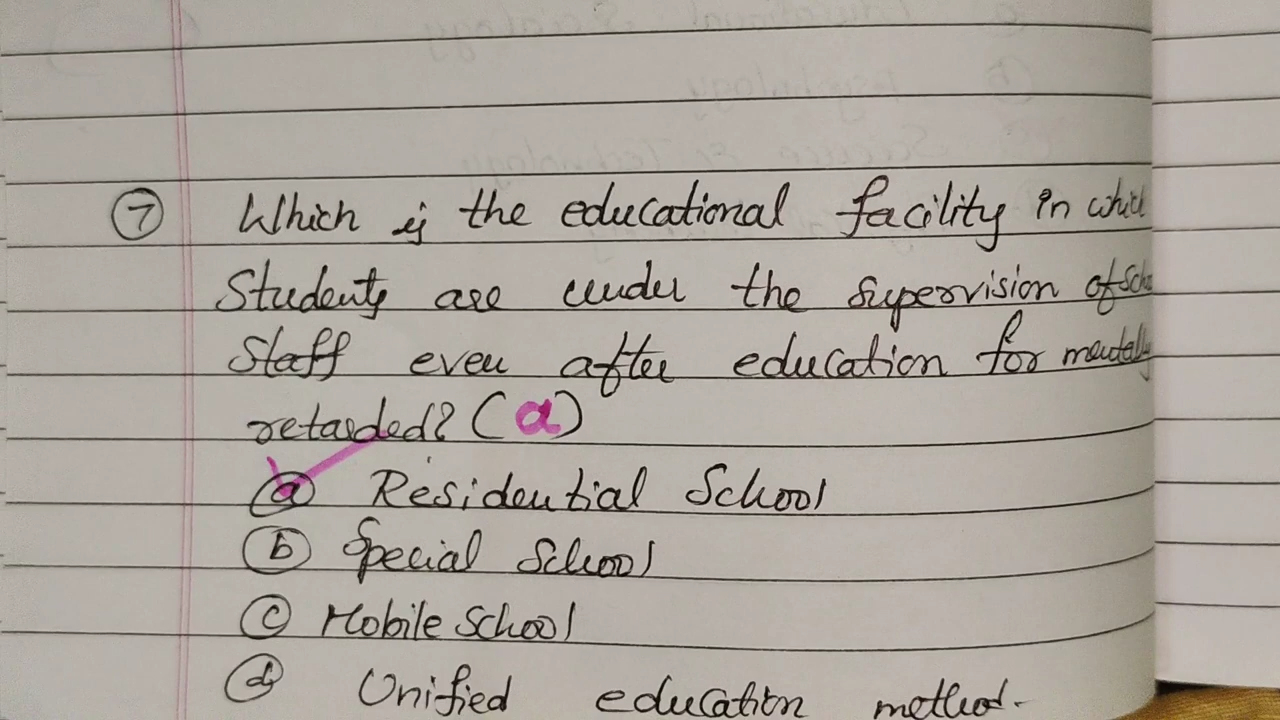 ⑦ Which is the educational facility in which
Students are under the supervision of
Staff even after education for mentally
retarded? (a)
ⓐ Residential School
ⓑ Special School
ⓒ Mobile School
ⓓ Unified education method.